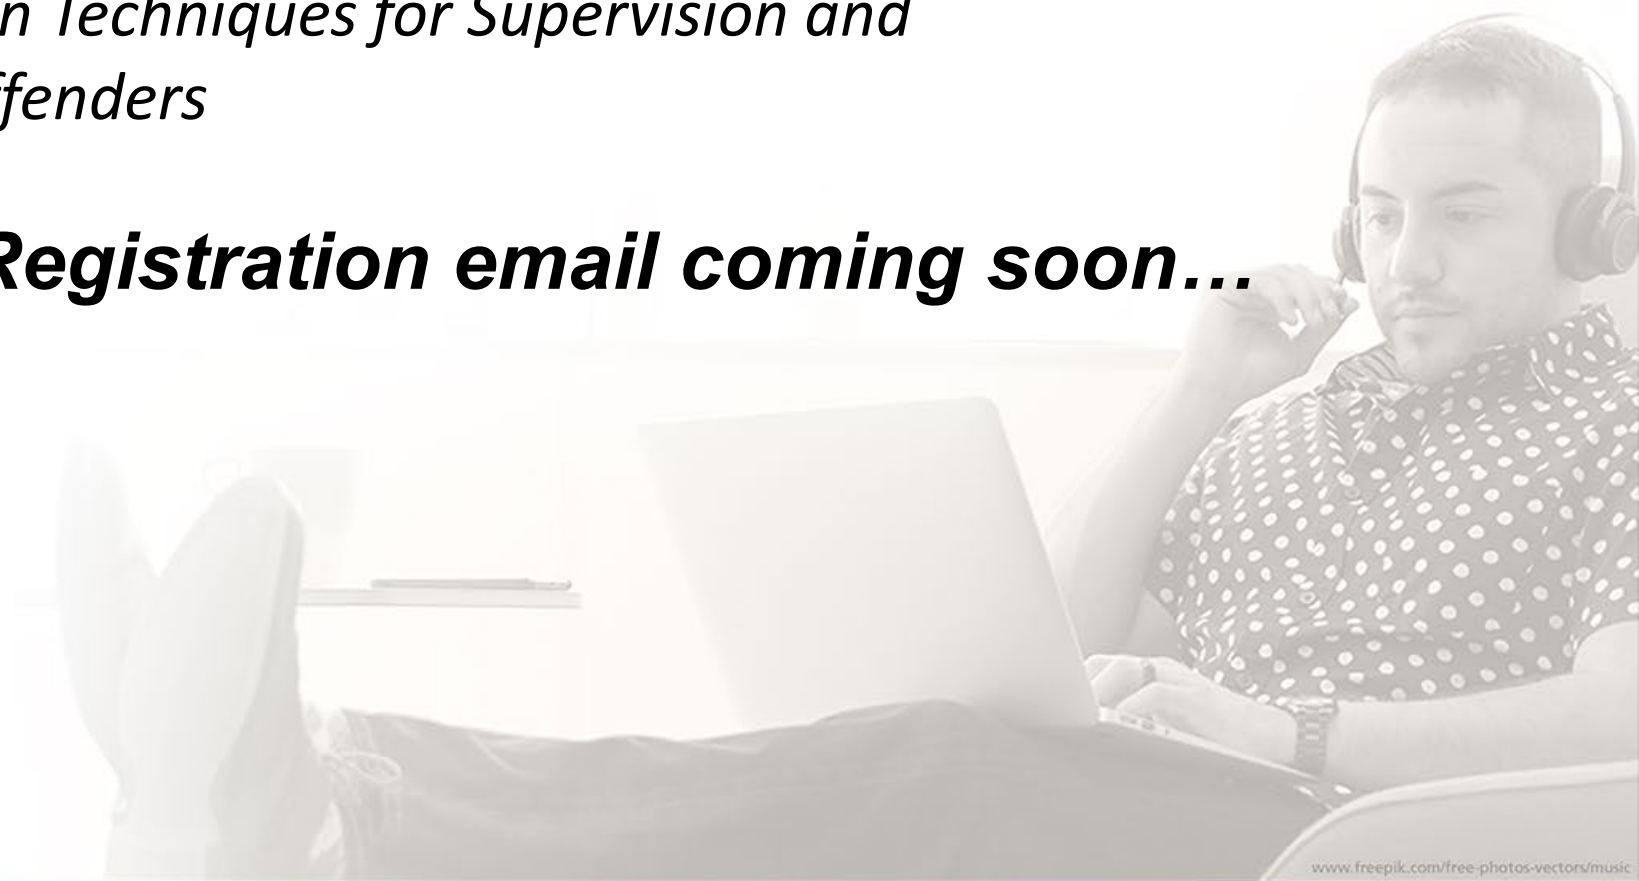 n Techniques for Supervision and
ffenders
Registration email coming soon…
www.freepik.com/free-photos-vectors/music